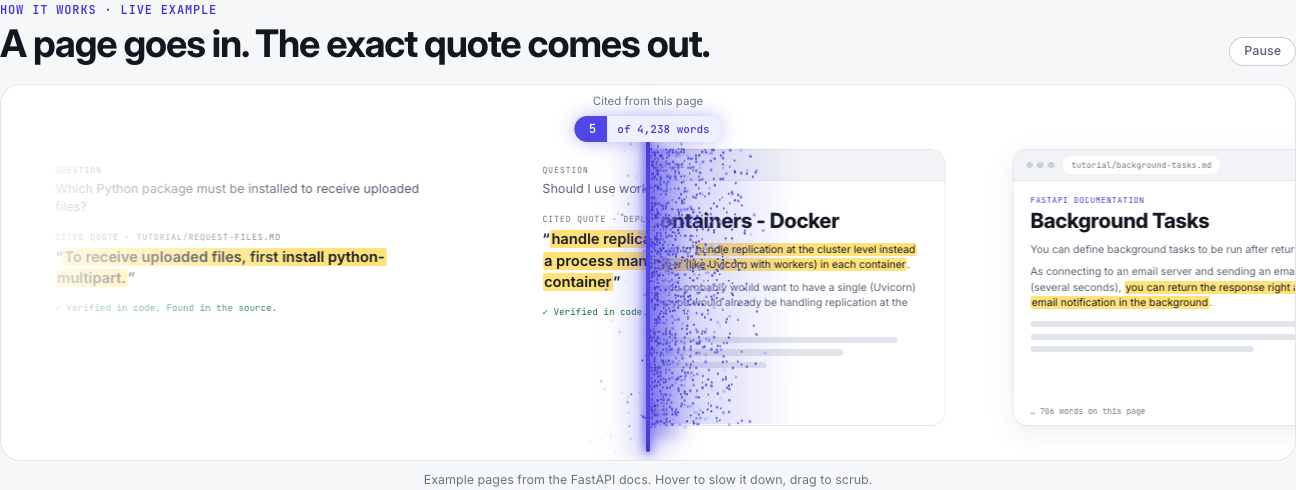 HOW IT WORKS · LIVE EXAMPLE
A page goes in. The exact quote comes out.
Pause
Cited from this page
5 of 4,238 words
QUESTION
Which Python package must be installed to receive uploaded
files?
CITED QUOTE · TUTORIAL/REQUEST-FILES.MD
“To receive uploaded files, first install python-
multipart.”
✓ Verified in code. Found in the source.
QUESTION
Should I use
CITED QUOTE ·
“handle
a process
container”
✓ Verified in code.
- Docker
handle replication at the cluster level instead
(like Uvicorn with workers) in each container.
probably would want to have a single (Uvicorn)
would already be handling replication at the
tutorial/background-tasks.md
FASTAPI DOCUMENTATION
Background Tasks
You can define background tasks to be run after
As connecting to an email server and sending an
(several seconds), you can return the response right
email notification in the background.
… 706 words on this page
Example pages from the FastAPI docs. Hover to slow it down, drag to scrub.